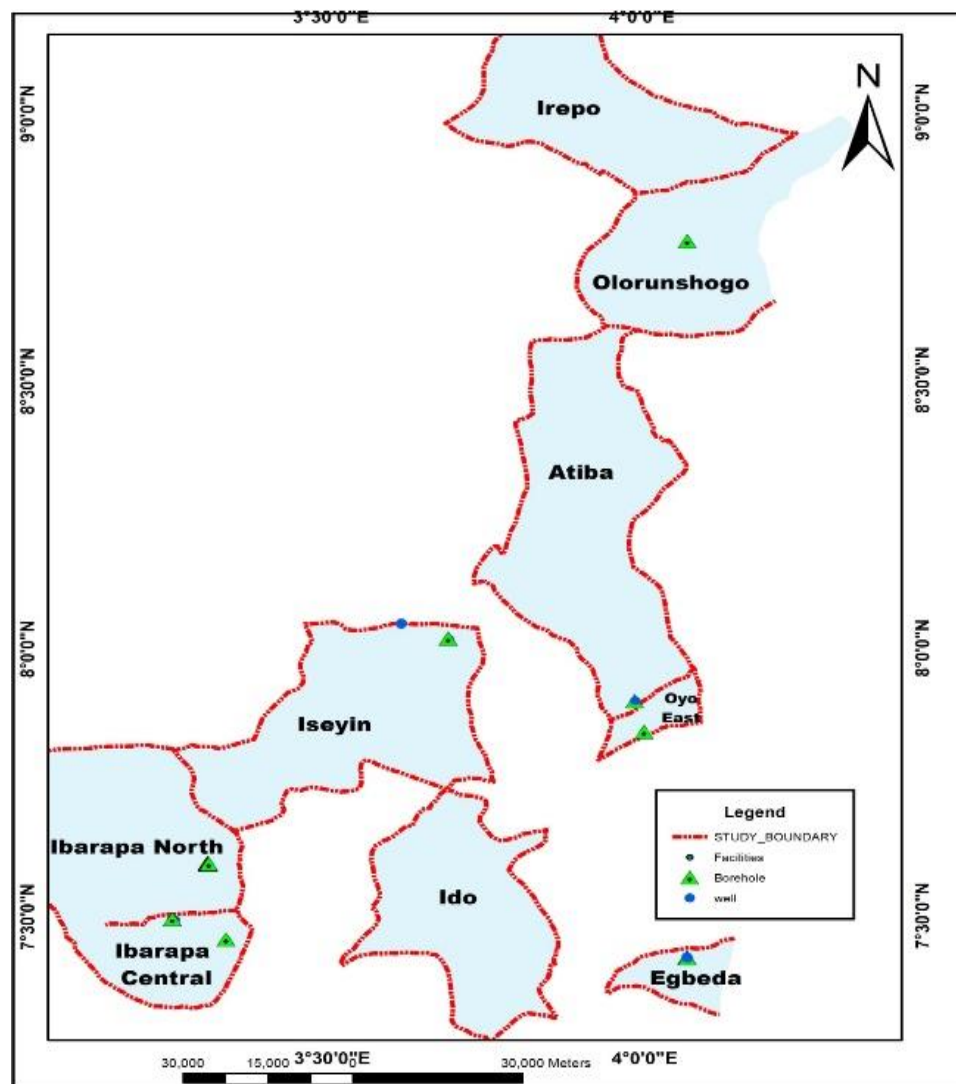 3°30'0"E 4°0'0"E
N
9°0'0"N
9°0'0"N
Irepo
Olorunshogo
8°30'0"N
8°30'0"N
Atiba
8°0'0"N
8°0'0"N
Iseyin
Oyo
East
Legend
STUDY_BOUNDARY
Facilities
Borehole
well
Ibarapa North
Ido
7°30'0"N
7°30'0"N
Ibarapa
Central
Egbeda
3°30'0"E 4°0'0"E
30,000 15,000 0 30,000 Meters